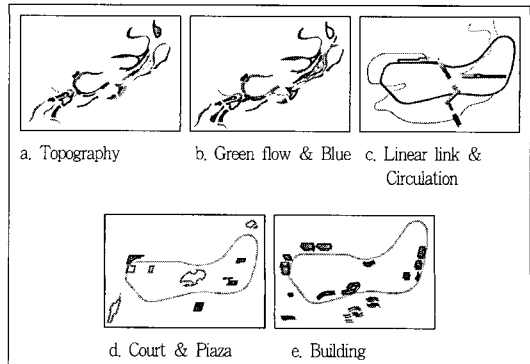 a. Topography
b. Green flow & Blue
c. Linear link &
Circulation
d. Court & Piaza
e. Building